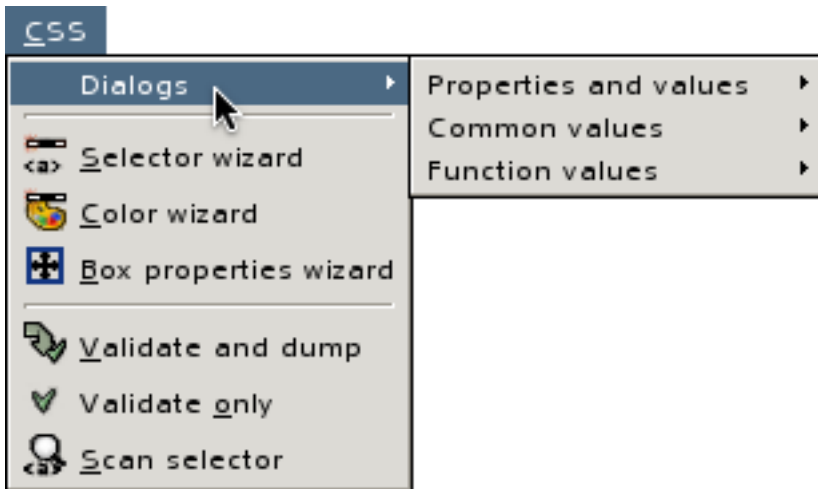 CSS
Dialogs
Properties and values
Common values
Function values
<a> Selector wizard
Color wizard
Box properties wizard
Validate and dump
Validate only
<a> Scan selector